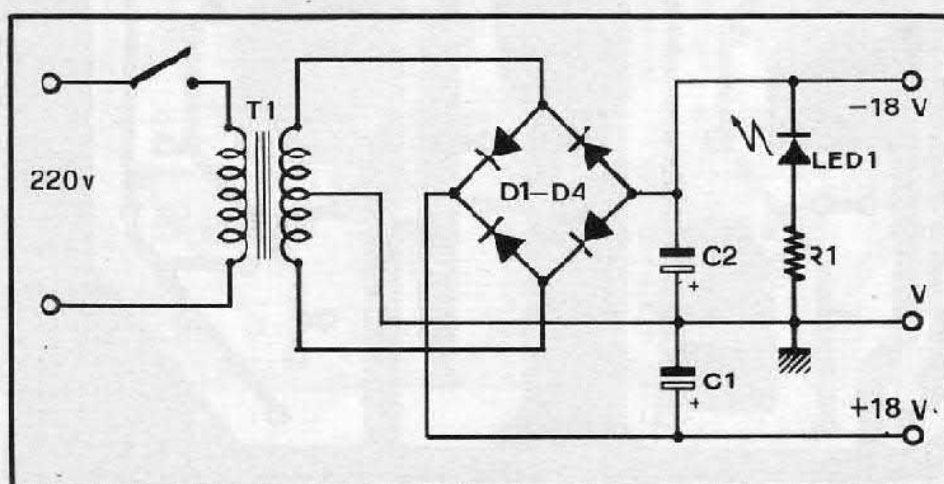 T1
−18 V
LED1
220v
D1–D4
C2
R1
V
C1
+18 V
+
+